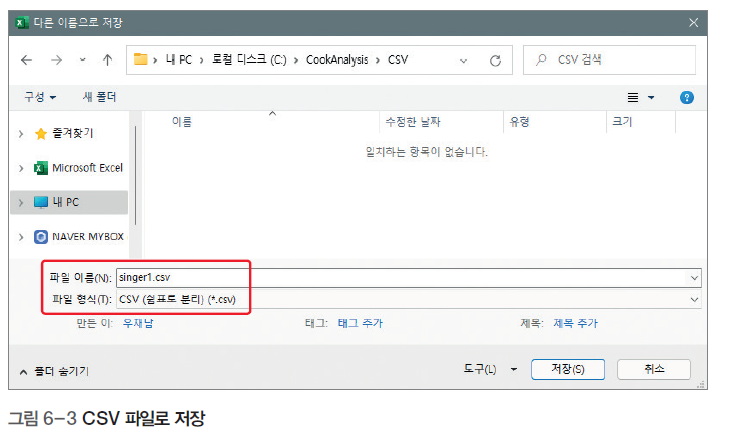 다른 이름으로 저장
내 PC › 로컬 디스크 (C:) › CookAnalysis › CSV
CSV 검색
구성 새 폴더
이름 수정한 날짜 유형 크기
일치하는 항목이 없습니다.
즐겨찾기
Microsoft Excel
내 PC
NAVER MYBOX
파일 이름(N): singer1.csv
파일 형식(T): CSV (쉼표로 분리) (*.csv)
만든 이: 우재남 태그: 태그 추가 제목: 제목 추가
폴더 숨기기 도구(L) 저장(S) 취소
그림 6-3 CSV 파일로 저장